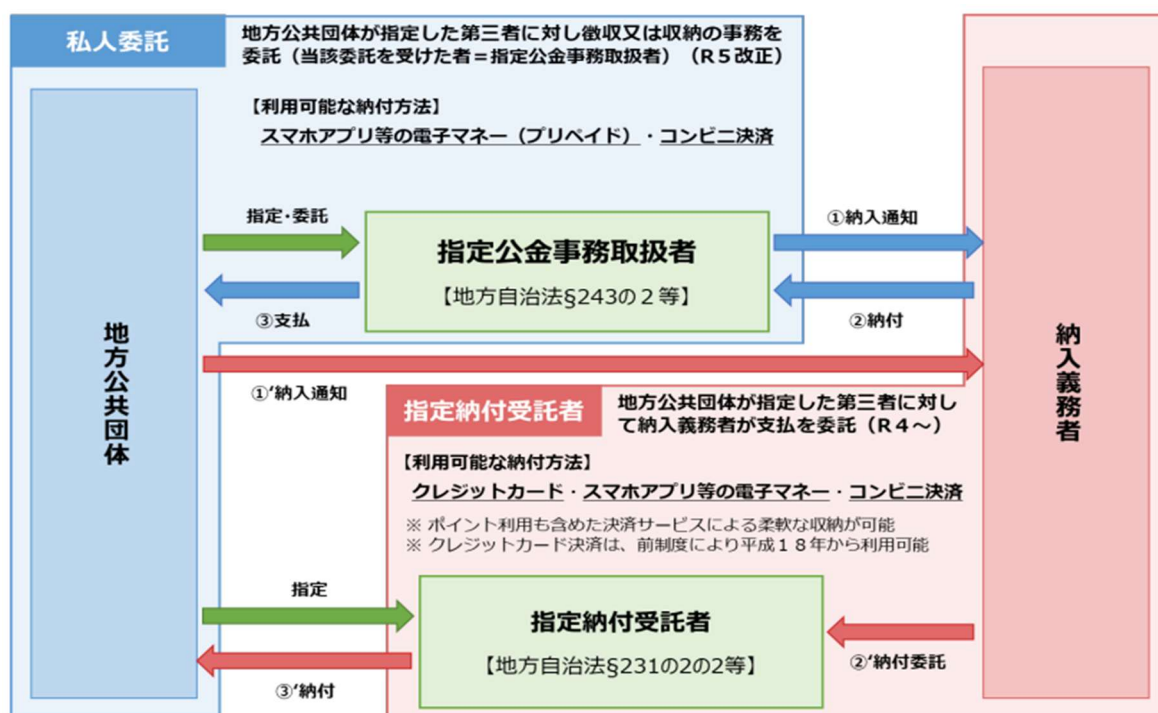 私人委託
地方公共団体が指定した第三者に対し徴収又は収納の事務を
委託（当該委託を受けた者＝指定公金事務取扱者）（R５改正）
【利用可能な納付方法】
スマホアプリ等の電子マネー（プリペイド）・コンビニ決済
指定・委託
指定公金事務取扱者
【地方自治法§243の２等】
①納入通知
②納付
③支払
地方公共団体
納入義務者
①‘納入通知
指定納付受託者
地方公共団体が指定した第三者に対し
て納入義務者が支払を委託（R４～）
【利用可能な納付方法】
クレジットカード・スマホアプリ等の電子マネー・コンビニ決済
※ ポイント利用も含めた決済サービスによる柔軟な収納が可能
※ クレジットカード決済は、前制度により平成１８年から利用可能
指定
指定納付受託者
【地方自治法§231の2の2等】
②‘納付委託
③‘納付